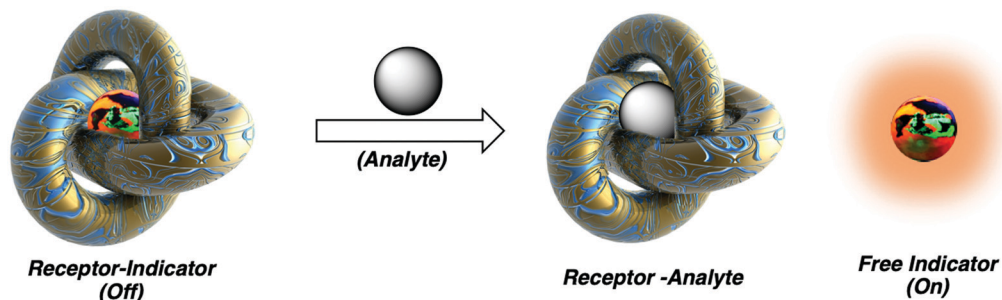 (Analyte)
Receptor-Indicator
(Off)
Receptor -Analyte
Free Indicator
(On)